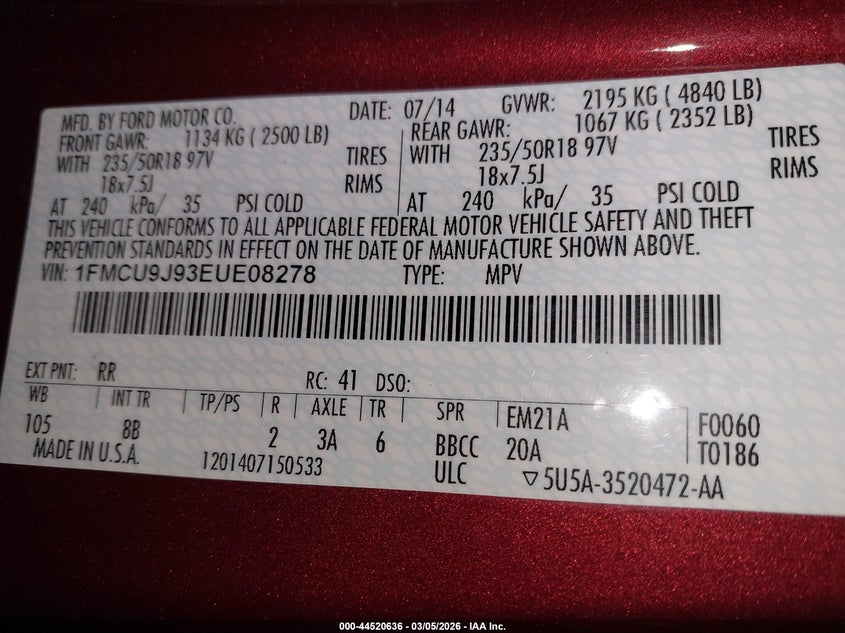 MFD. BY FORD MOTOR CO. DATE: 07/14 GVWR: 2195 KG ( 4840 LB)
FRONT GAWR: 1134 KG ( 2500 LB) REAR GAWR: 1067 KG ( 2352 LB)
WITH 235/50R18 97V TIRES WITH 235/50R18 97V TIRES
18x7.5J RIMS 18x7.5J RIMS
AT 240 kPa/ 35 PSI COLD AT 240 kPa/ 35 PSI COLD
THIS VEHICLE CONFORMS TO ALL APPLICABLE FEDERAL MOTOR VEHICLE SAFETY AND THEFT
PREVENTION STANDARDS IN EFFECT ON THE DATE OF MANUFACTURE SHOWN ABOVE.
VIN: 1FMCU9J93EUE08278 TYPE: MPV
EXT PNT: RR RC: 41 DSO:
WB INT TR TP/PS R AXLE TR SPR EM21A F0060
105 8B 2 3A 6 BBCC 20A T0186
MADE IN U.S.A. 1201407150533 ULC ▽5U5A-3520472-AA
000-44520636 - 03/05/2026 - IAA Inc.